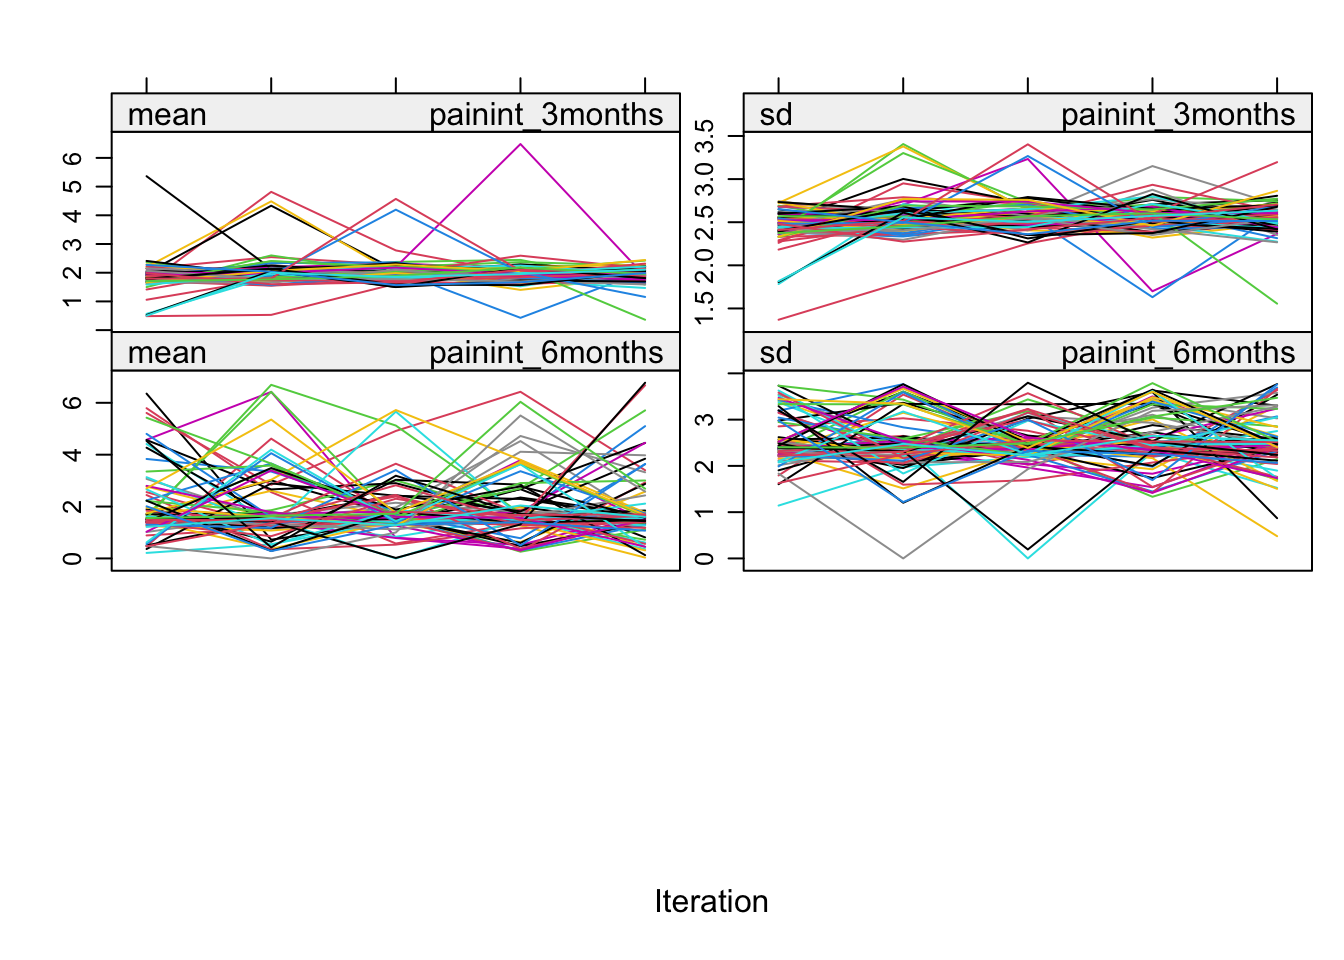 mean painint_3months
sd painint_3months
1 2 3 4 5 6
1.5 2.0 2.5 3.0 3.5
mean painint_6months
sd painint_6months
0 2 4 6
0 1 2 3
Iteration